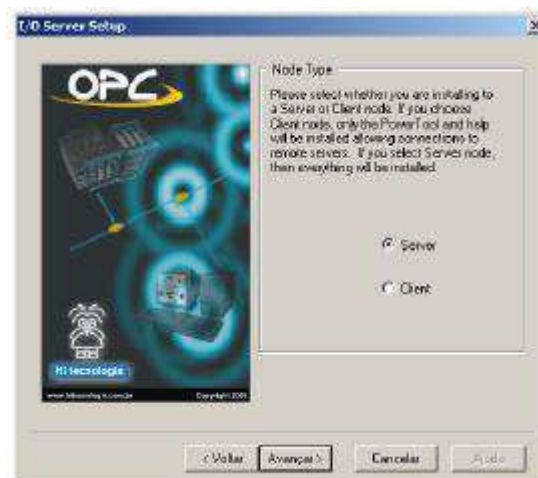 I/O Server Setup
OPC
HI tecnologia
Copyright
Node Type
Please select whether you are installing to
a Server or Client node. If you choose
Client node, only the PowerTool and help
will be installed allowing connections to
remote servers. If you select Server node,
then everything will be installed.
Server
Client
< Voltar
Avançar >
Cancelar
Ajuda